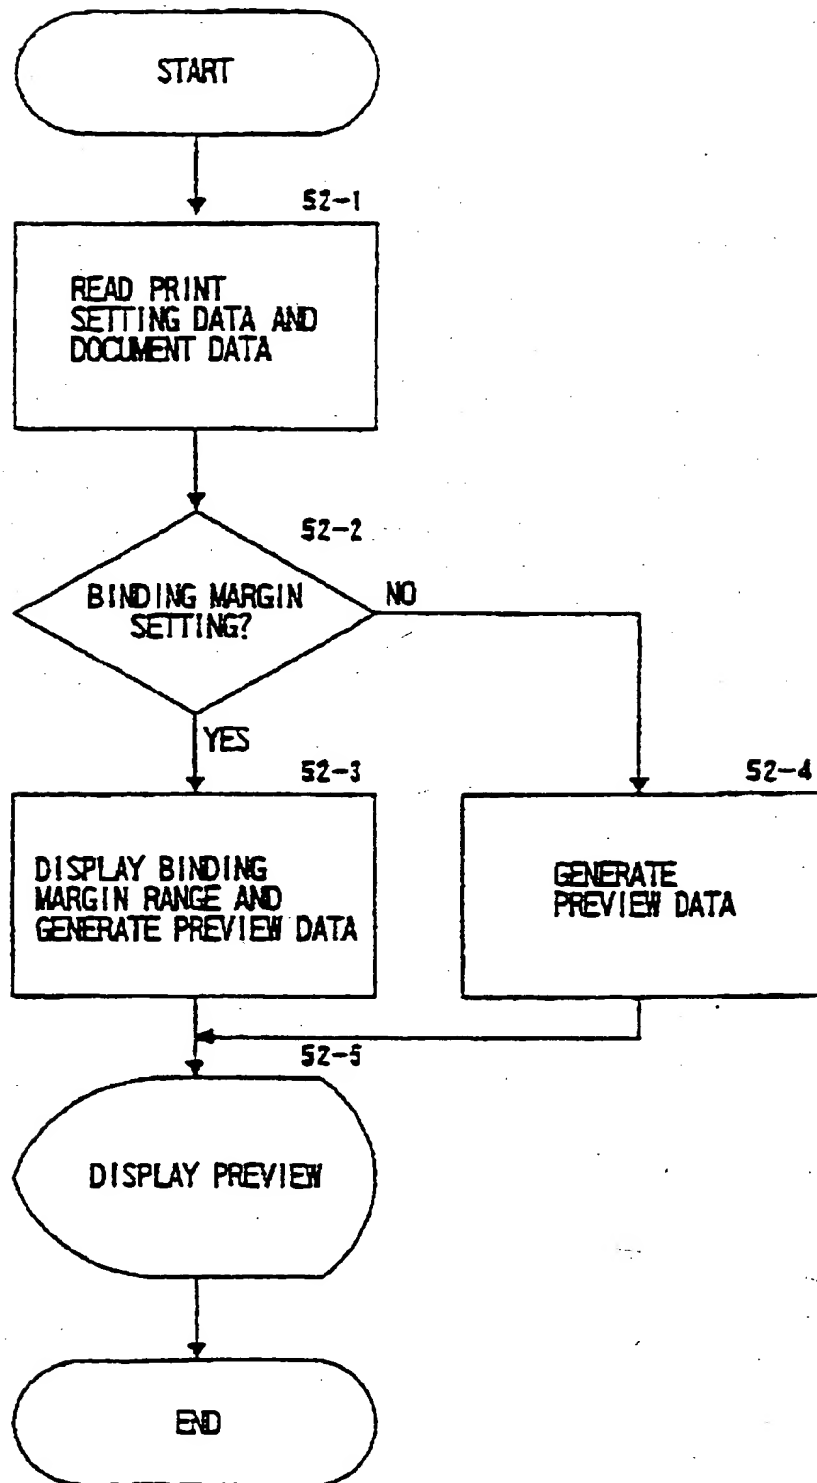 START
S2-1
READ PRINT
SETTING DATA AND
DOCUMENT DATA
S2-2
BINDING MARGIN
SETTING?
NO
YES
S2-3
S2-4
DISPLAY BINDING
MARGIN RANGE AND
GENERATE PREVIEW DATA
GENERATE
PREVIEW DATA
S2-5
DISPLAY PREVIEW
END